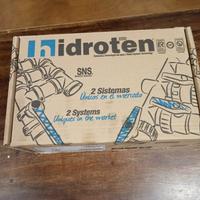 hidroten
SNS
2 Sistemas
Únicos en el mercado
2 Systems
Uniques in the market